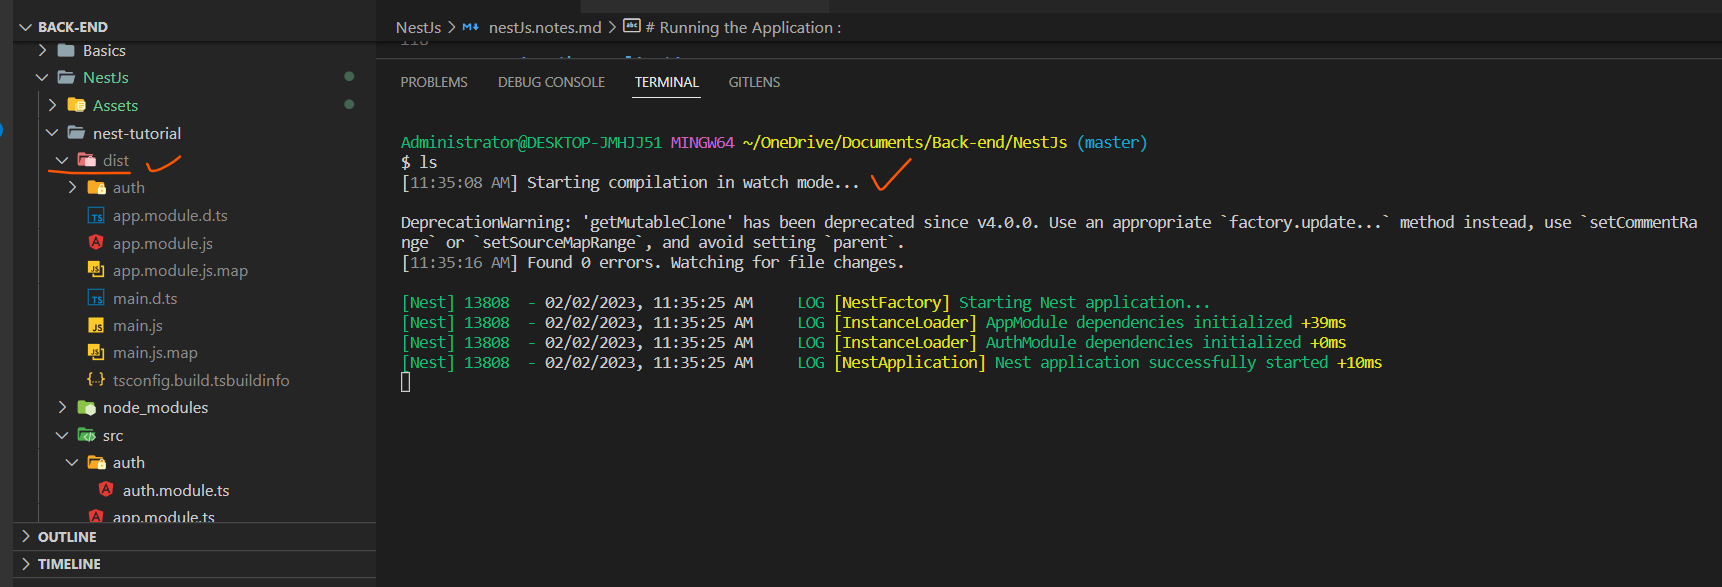 BACK-END
Basics
NestJs
Assets
nest-tutorial
dist
auth
app.module.d.ts
app.module.js
app.module.js.map
main.d.ts
main.js
main.js.map
tsconfig.build.tsbuildinfo
node_modules
src
auth
auth.module.ts
app.module.ts
OUTLINE
TIMELINE
NestJs > nestJs.notes.md > # Running the Application :
PROBLEMS DEBUG CONSOLE TERMINAL GITLENS
Administrator@DESKTOP-JMHJJ51 MINGW64 ~/OneDrive/Documents/Back-end/NestJs (master)
$ ls
[11:35:08 AM] Starting compilation in watch mode...
DeprecationWarning: 'getMutableClone' has been deprecated since v4.0.0. Use an appropriate `factory.update...` method instead, use `setCommentRa
nge` or `setSourceMapRange`, and avoid setting `parent`.
[11:35:16 AM] Found 0 errors. Watching for file changes.
[Nest] 13808  - 02/02/2023, 11:35:25 AM     LOG [NestFactory] Starting Nest application...
[Nest] 13808  - 02/02/2023, 11:35:25 AM     LOG [InstanceLoader] AppModule dependencies initialized +39ms
[Nest] 13808  - 02/02/2023, 11:35:25 AM     LOG [InstanceLoader] AuthModule dependencies initialized +0ms
[Nest] 13808  - 02/02/2023, 11:35:25 AM     LOG [NestApplication] Nest application successfully started +10ms